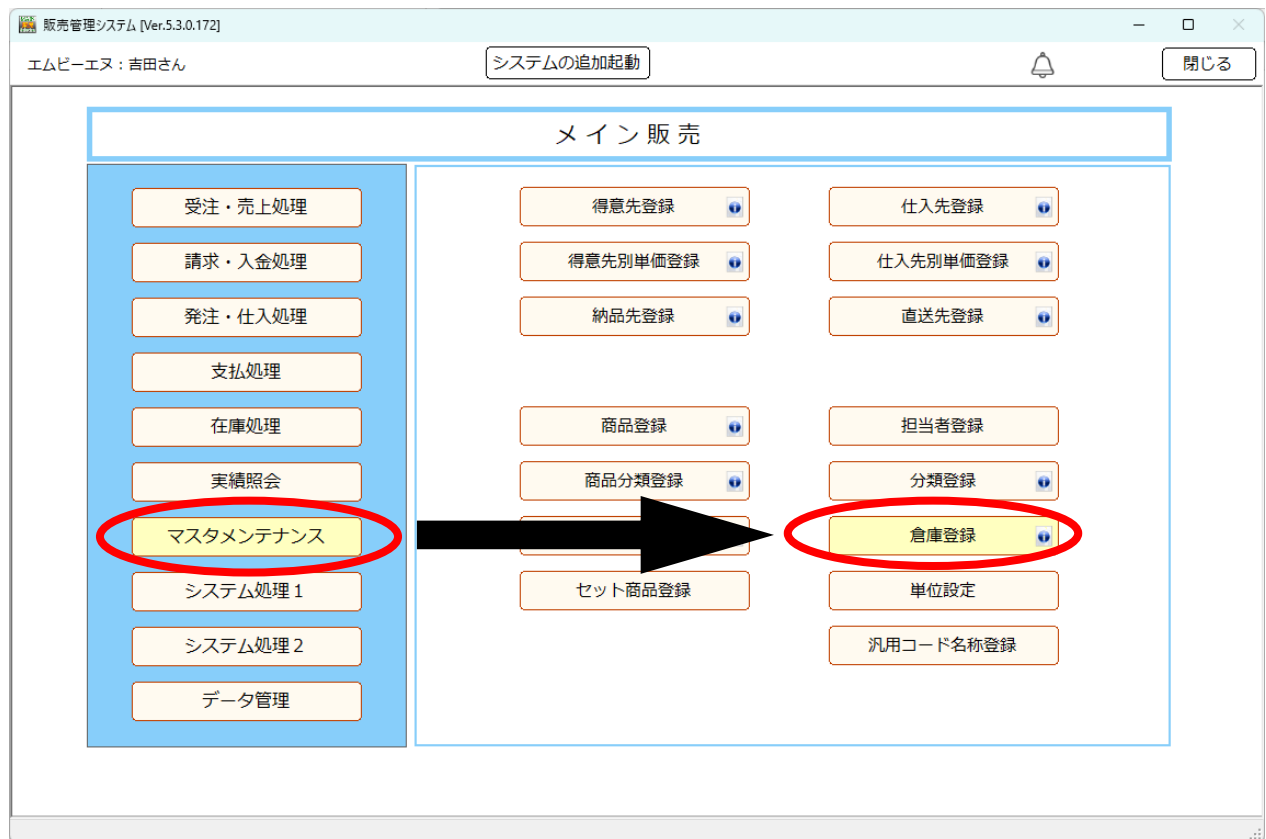 販売管理システム [Ver.5.3.0.172]
エムビーエヌ：吉田さん
システムの追加起動
閉じる
メイン販売
受注・売上処理
請求・入金処理
発注・仕入処理
支払処理
在庫処理
実績照会
マスタメンテナンス
システム処理１
システム処理２
データ管理
得意先登録
仕入先登録
得意先別単価登録
仕入先別単価登録
納品先登録
直送先登録
商品登録
担当者登録
商品分類登録
分類登録
倉庫登録
セット商品登録
単位設定
汎用コード名称登録